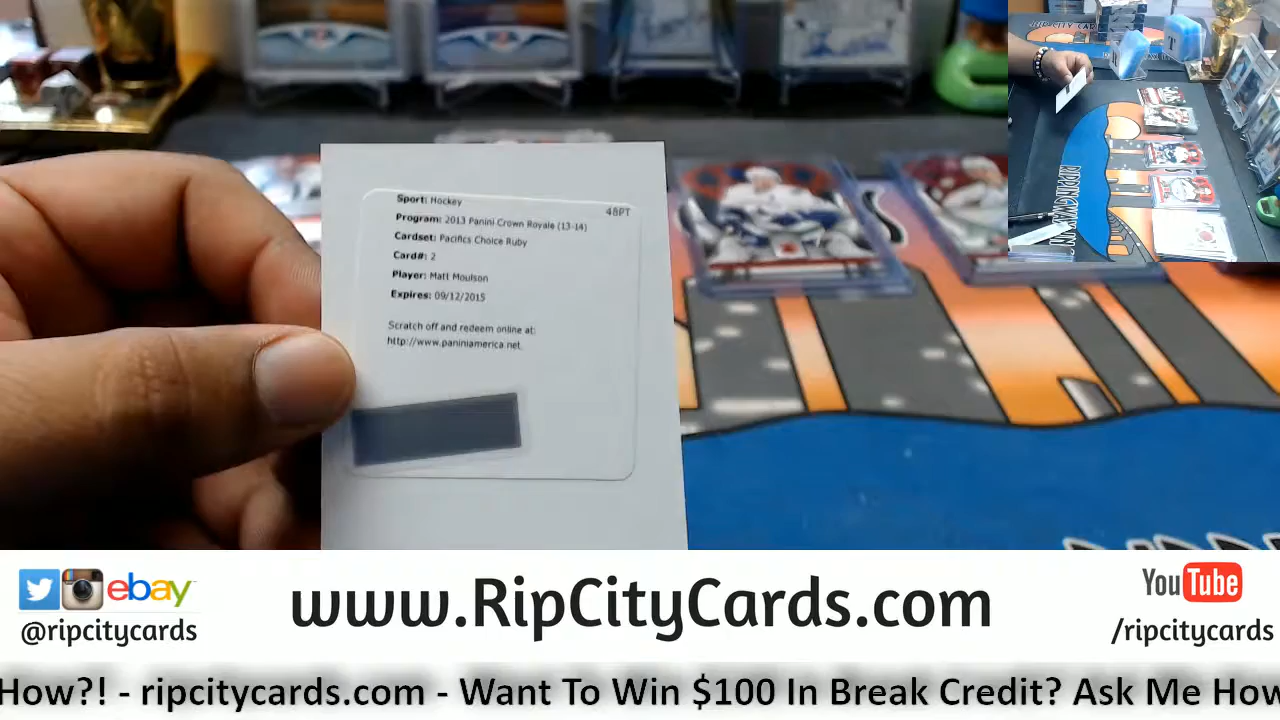 Sport: Hockey
48PT
Program: 2013 Panini Crown Royale (13-14)
Cardset: Pacifics Choice Ruby
Card#: 2
Player: Matt Moulson
Expires: 09/12/2015
Scratch off and redeem online at:
http://www.paniniamerica.net.
ebay
@ripcitycards
www.RipCityCards.com
YouTube
/ripcitycards
How?! - ripcitycards.com - Want To Win $100 In Break Credit? Ask Me How